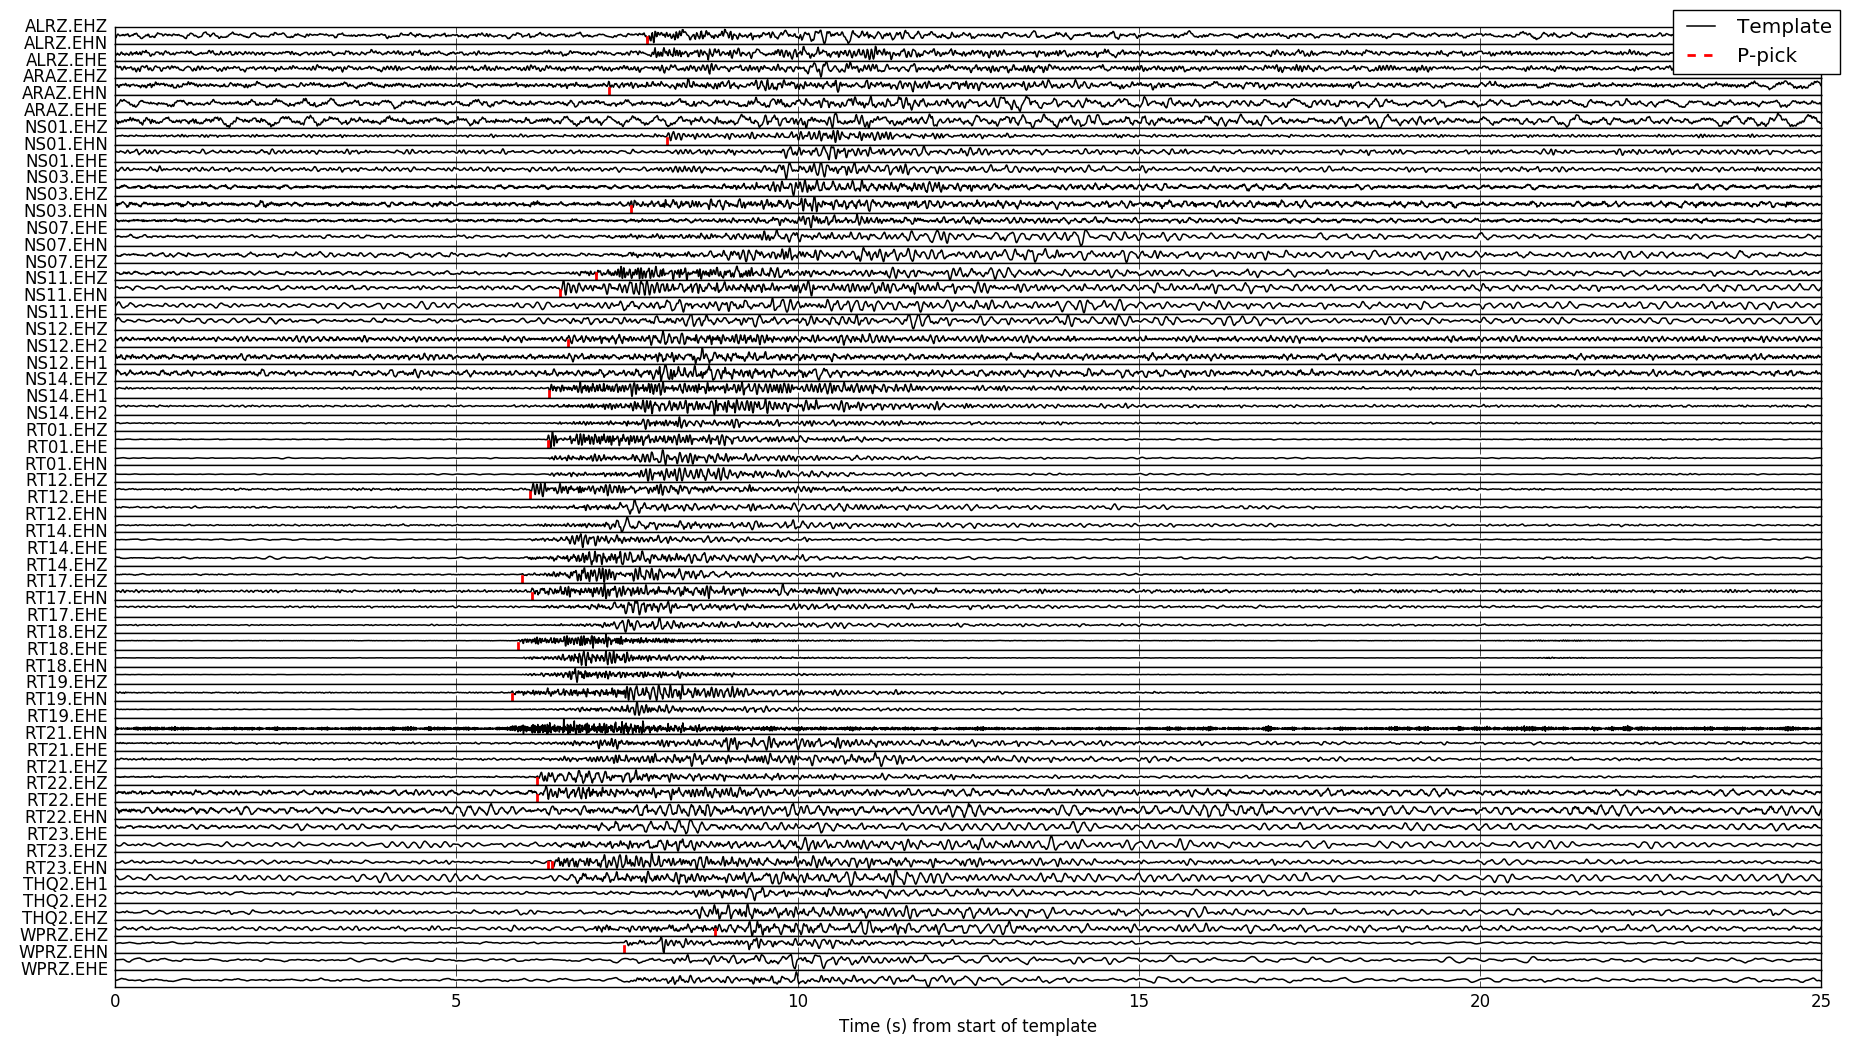 Template
P-pick
ALRZ.EHZ
ALRZ.EHN
ALRZ.EHE
ARAZ.EHZ
ARAZ.EHN
ARAZ.EHE
NS01.EHZ
NS01.EHN
NS01.EHE
NS03.EHE
NS03.EHZ
NS03.EHN
NS07.EHE
NS07.EHN
NS07.EHZ
NS11.EHZ
NS11.EHN
NS11.EHE
NS12.EHZ
NS12.EH2
NS12.EH1
NS14.EHZ
NS14.EH1
NS14.EH2
RT01.EHZ
RT01.EHE
RT01.EHN
RT12.EHZ
RT12.EHE
RT12.EHN
RT14.EHN
RT14.EHE
RT14.EHZ
RT17.EHZ
RT17.EHN
RT17.EHE
RT18.EHZ
RT18.EHE
RT18.EHN
RT19.EHZ
RT19.EHN
RT19.EHE
RT21.EHN
RT21.EHE
RT21.EHZ
RT22.EHZ
RT22.EHE
RT22.EHN
RT23.EHE
RT23.EHZ
RT23.EHN
THQ2.EH1
THQ2.EH2
THQ2.EHZ
WPRZ.EHZ
WPRZ.EHN
WPRZ.EHE
0 5 10 15 20 25
Time (s) from start of template